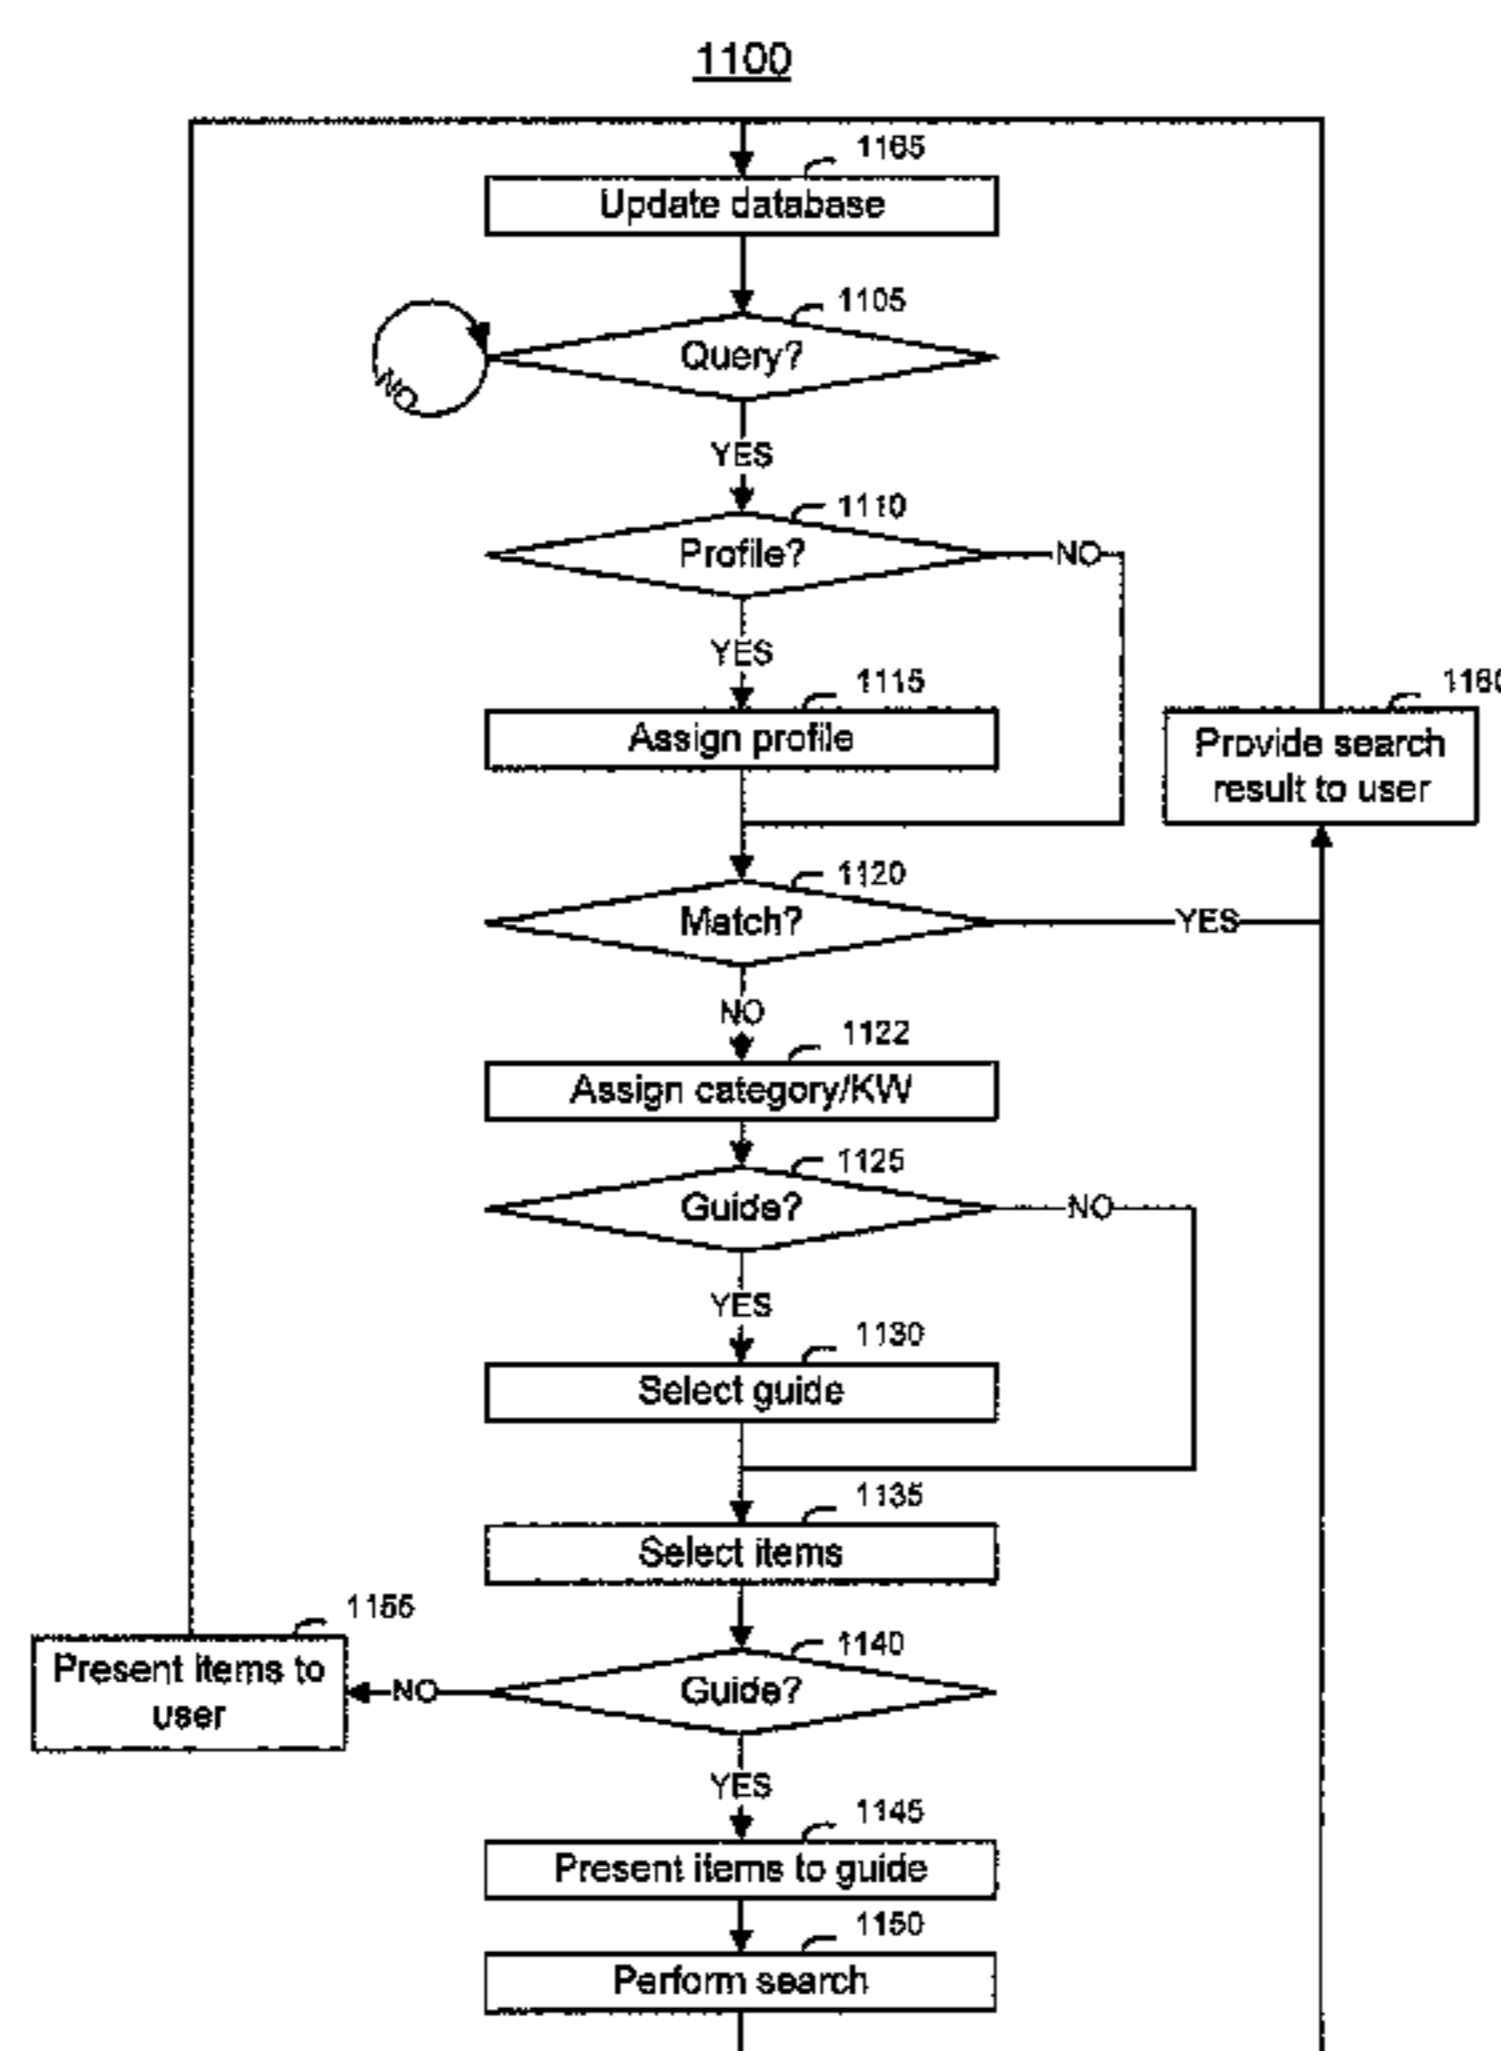 1100
1165
Update database
1105
Query?
NO
YES
1110
Profile?
NO
YES
1115
Assign profile
1160
Provide search
result to user
1120
Match?
YES
NO
1122
Assign category/KW
1125
Guide?
NO
YES
1130
Select guide
1135
Select items
1155
Present items to
user
1140
Guide?
NO
YES
1145
Present items to guide
1150
Perform search